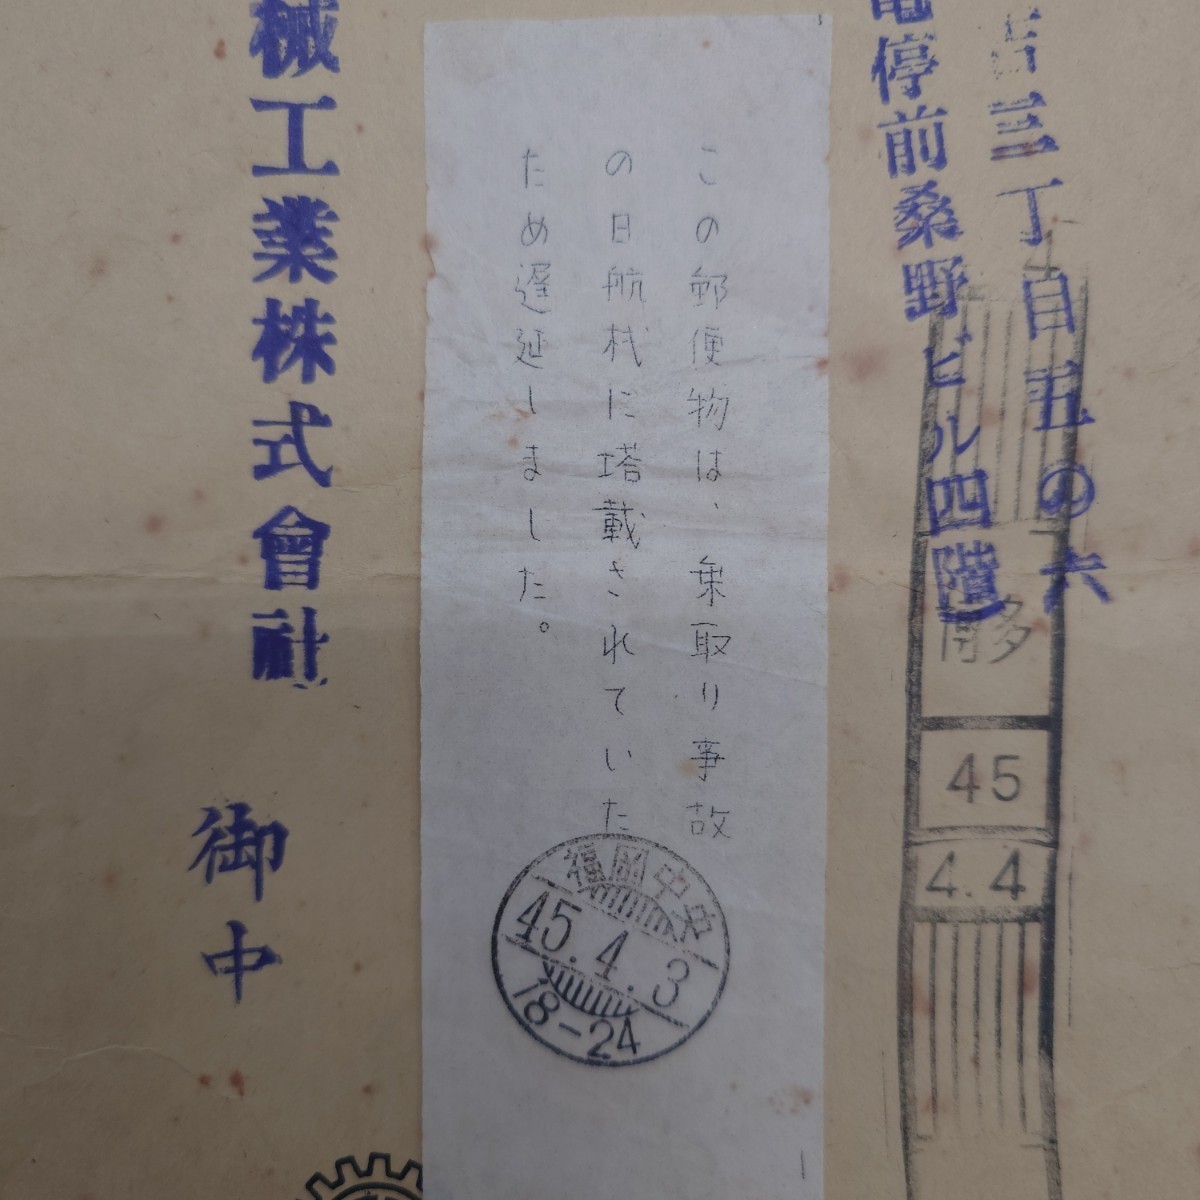 三丁目五の六
電停前桑野ビル四階
この郵便物は、乗取り事故
の日航機に塔載されていた
ため遅延しました。
械工業株式會社
御中
福岡中央
45.4.3
18-24
博多
45
4.4